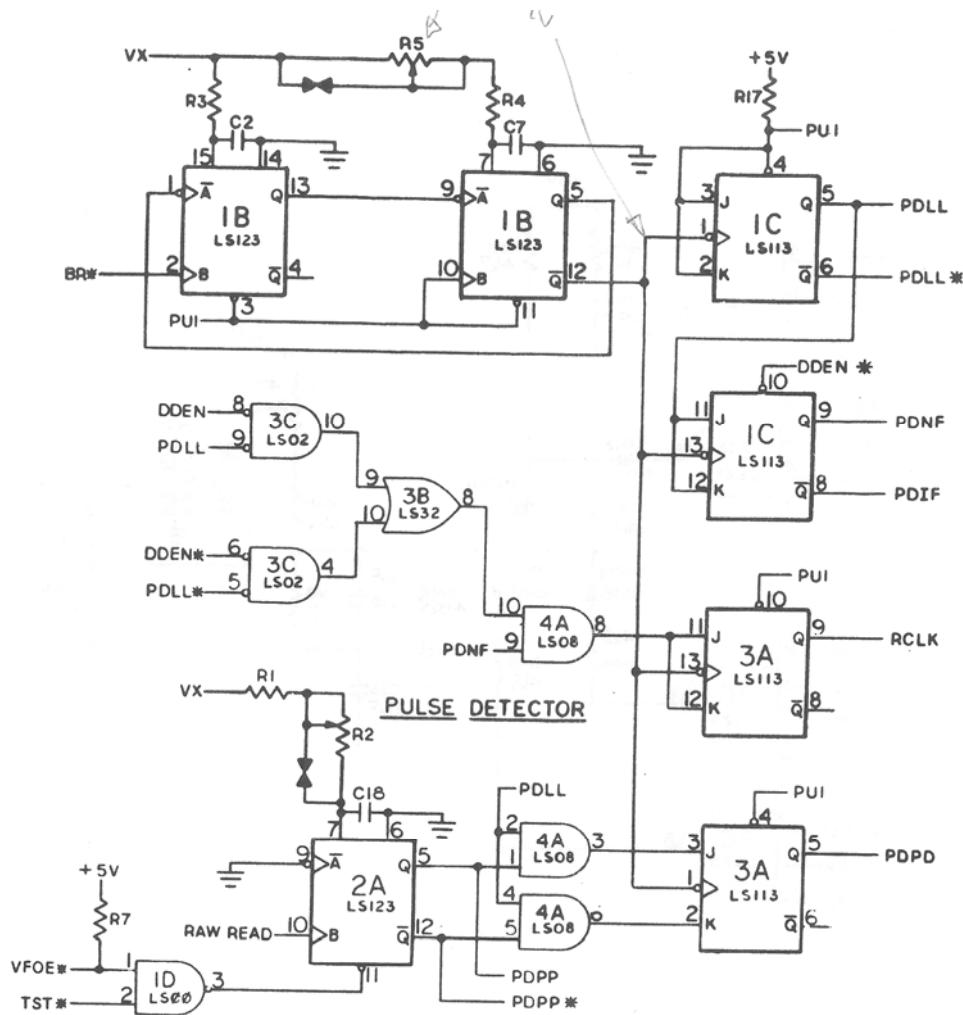 VX
R5
+5V
R3
C2
R4
C7
R17
PU1
15 14
7 6
4
1 A Q 13
9 A Q 5
3 J Q 5 PDLL
1B
LS123
1B
LS123
1C
LS113
1
BR* 2 B Q 4
10 B Q 12
2 K Q 6 PDLL*
3
11
PU1
DDEN*
10
DDEN 8
3C
LS02
10
PDLL 9
11 J Q 9 PDNF
1C
LS113
13
12 K Q 8 PDIF
9
10
3B
LS32
8
DDEN* 6
3C
LS02
4
PDLL* 5
PU1
10
10
4A
LS08
8
PDNF 9
11 J Q 9 RCLK
3A
LS113
13
12 K Q 8
VX
R1
R2
PULSE DETECTOR
C18
7 6
PDLL
PU1
4
2
4A
LS08
3
1
3 J Q 5 PDPD
3A
LS113
1
2 K Q 6
4
4A
LS08
5
9 A Q 5
2A
LS123
RAW READ 10 B Q 12
11
+5V
R7
VFOE* 1
1D
LS00
3
TST* 2
PDPP
PDPP*